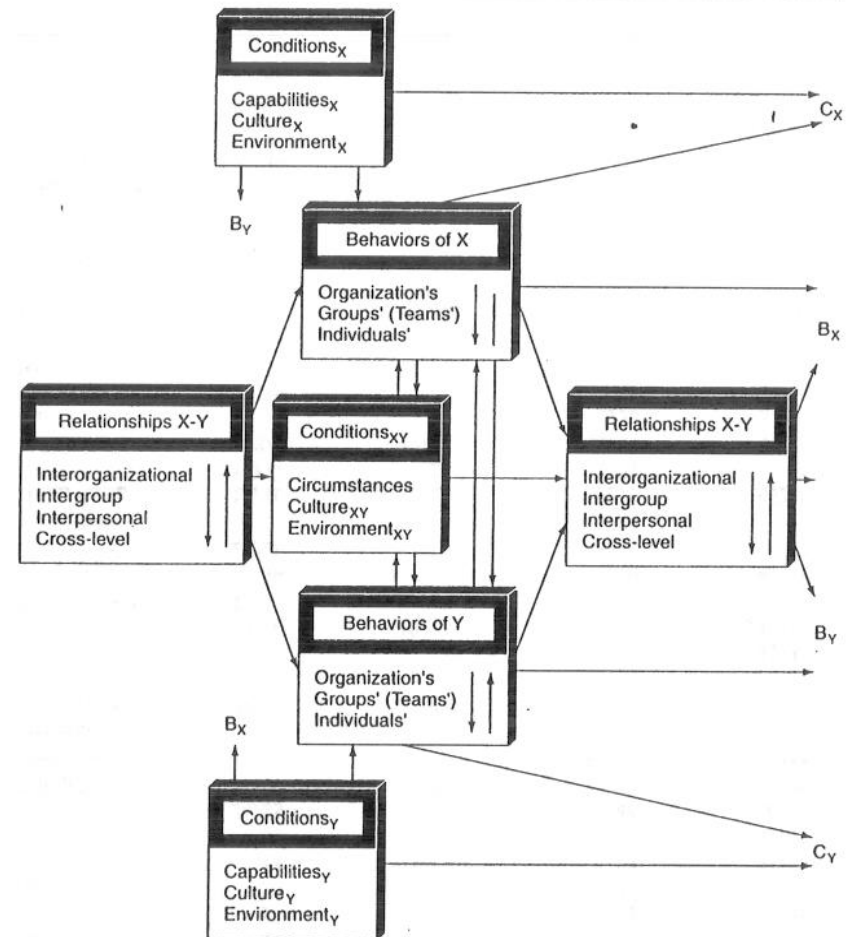 Conditions_X
Capabilities_X
Culture_X
Environment_X
C_X
B_Y
Behaviors of X
Organization's
Groups' (Teams')
Individuals'
B_X
Relationships X-Y
Interorganizational
Intergroup
Interpersonal
Cross-level
Conditions_XY
Circumstances
Culture_XY
Environment_XY
Relationships X-Y
Interorganizational
Intergroup
Interpersonal
Cross-level
Behaviors of Y
Organization's
Groups' (Teams')
Individuals'
B_Y
B_X
Conditions_Y
Capabilities_Y
Culture_Y
Environment_Y
C_Y